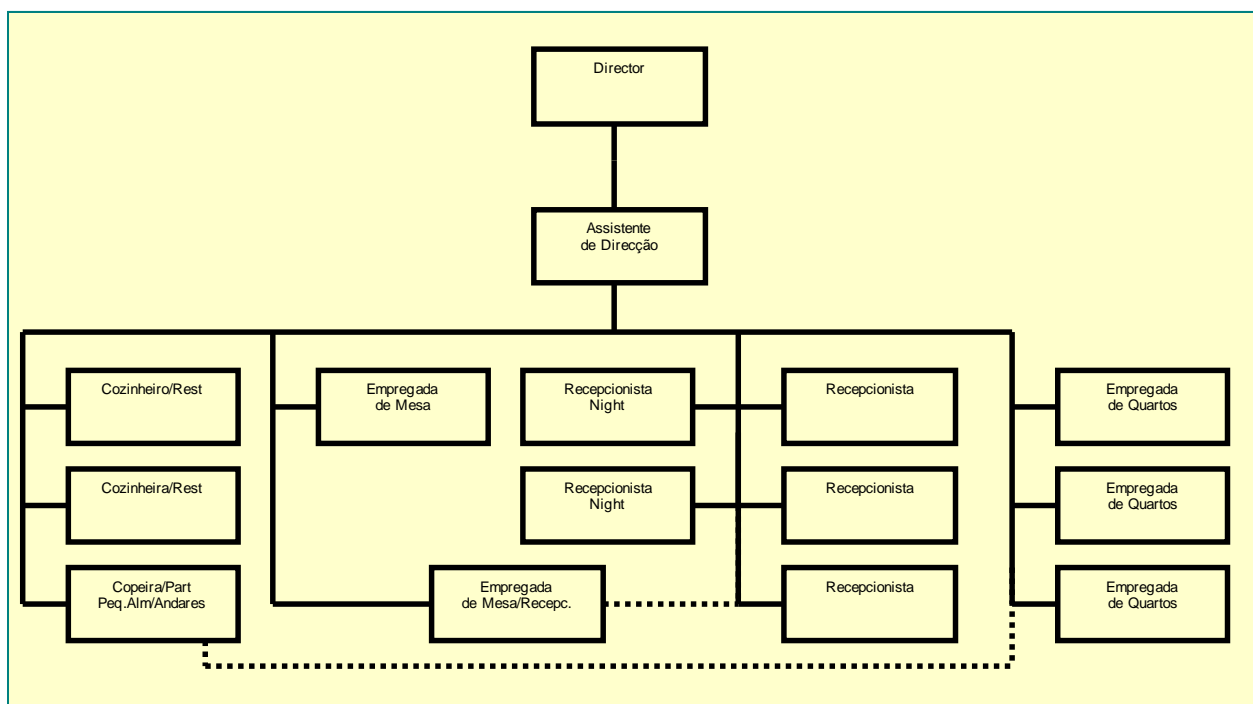 Director
Assistente
de Direcção
Cozinheiro/Rest
Empregada
de Mesa
Recepcionista
Night
Recepcionista
Empregada
de Quartos
Cozinheira/Rest
Recepcionista
Night
Recepcionista
Empregada
de Quartos
Copeira/Part
Peq.Alm/Andares
Empregada
de Mesa/Recepc.
Recepcionista
Empregada
de Quartos